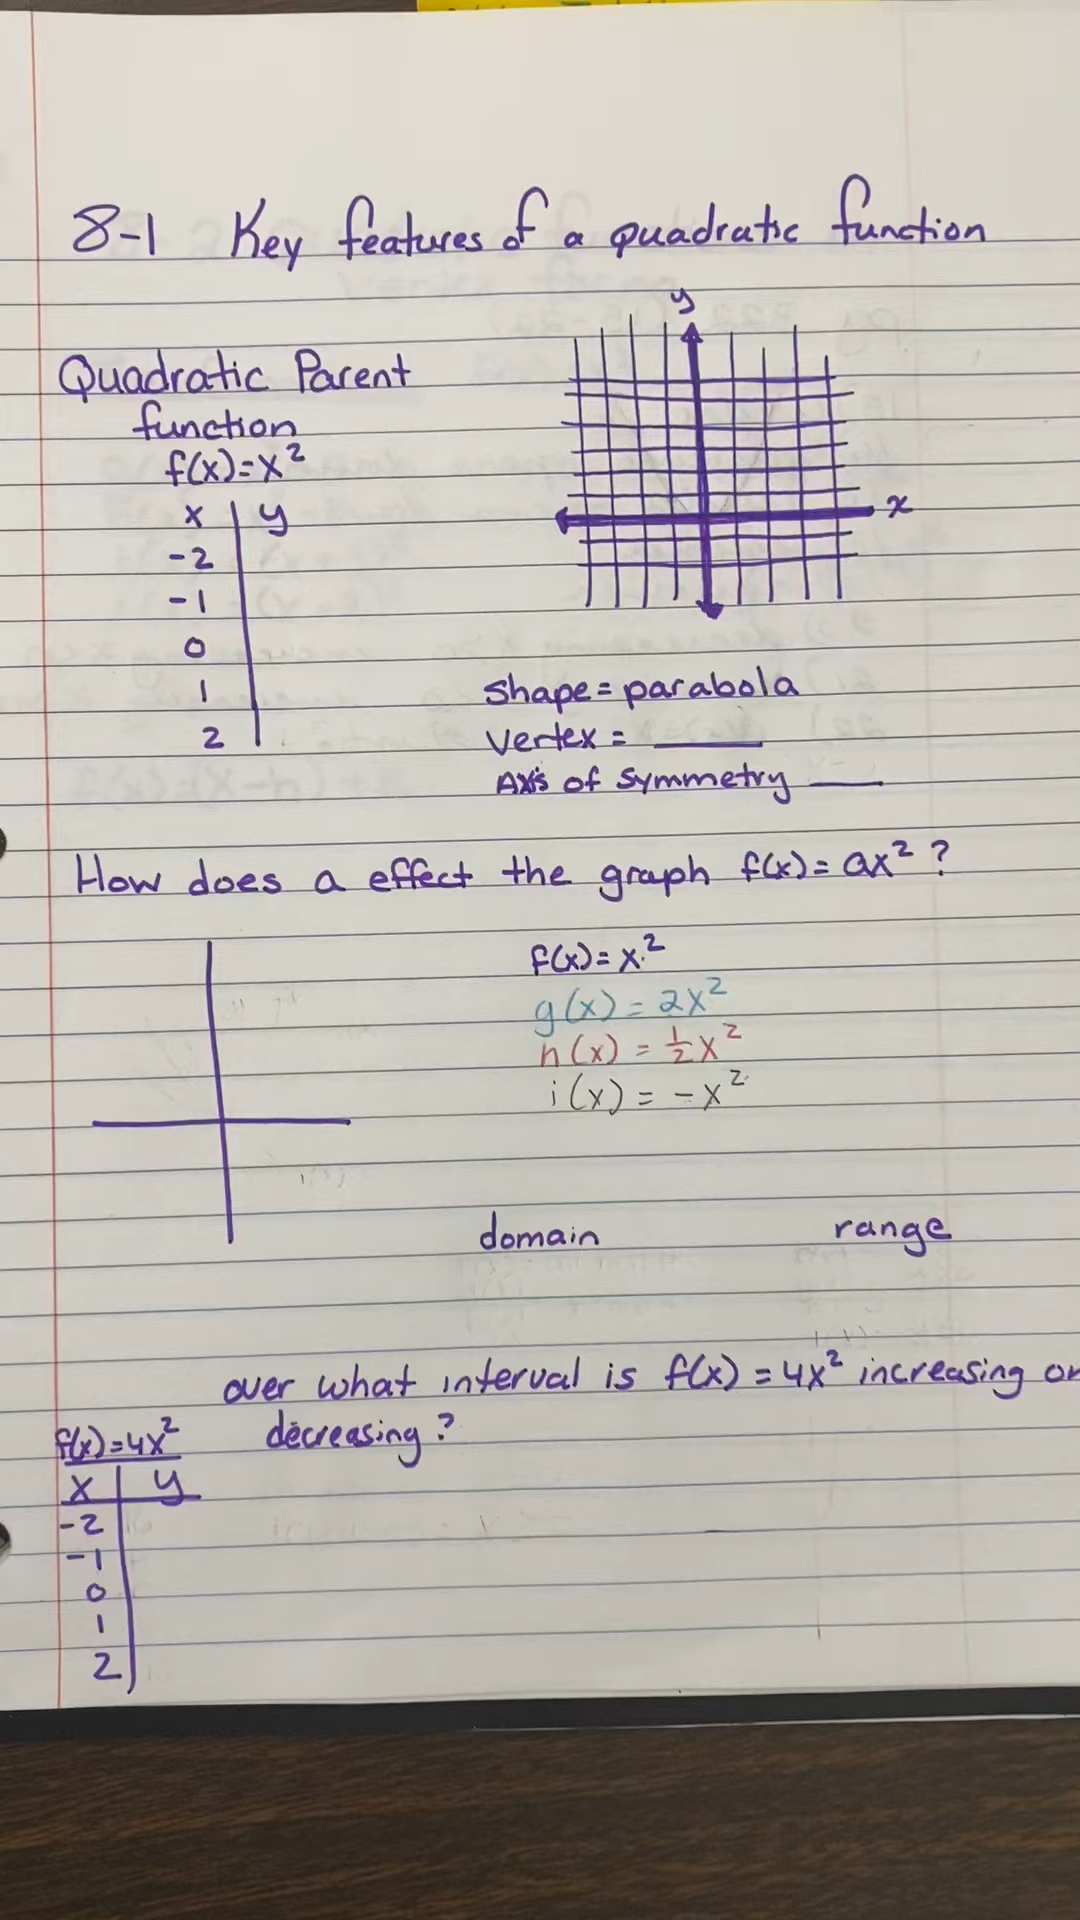 8-1 Key features of a quadratic function
y
x
Quadratic Parent
function
f(x)=x²
x y
-2
-1
0
1
2
shape = parabola
Vertex = ____
Axis of Symmetry ____
How does a effect the graph f(x) = ax² ?
f(x) = x²
g(x) = 2x²
h(x) = ½x²
i(x) = -x²
domain range
over what interval is f(x) = 4x² increasing or
decreasing?
f(x)=4x²
x y
-2
-1
0
1
2